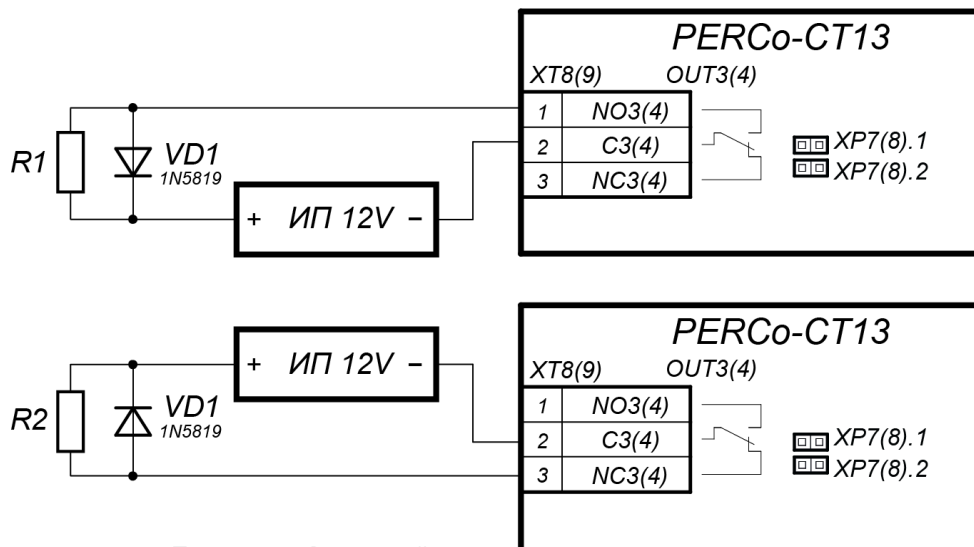 PERCo-CT13
XT8(9) OUT3(4)
1 NO3(4)
2 C3(4)
3 NC3(4)
XP7(8).1
XP7(8).2
R1
VD1
1N5819
+ ИП 12V −
PERCo-CT13
XT8(9) OUT3(4)
1 NO3(4)
2 C3(4)
3 NC3(4)
XP7(8).1
XP7(8).2
+ ИП 12V −
R2
VD1
1N5819